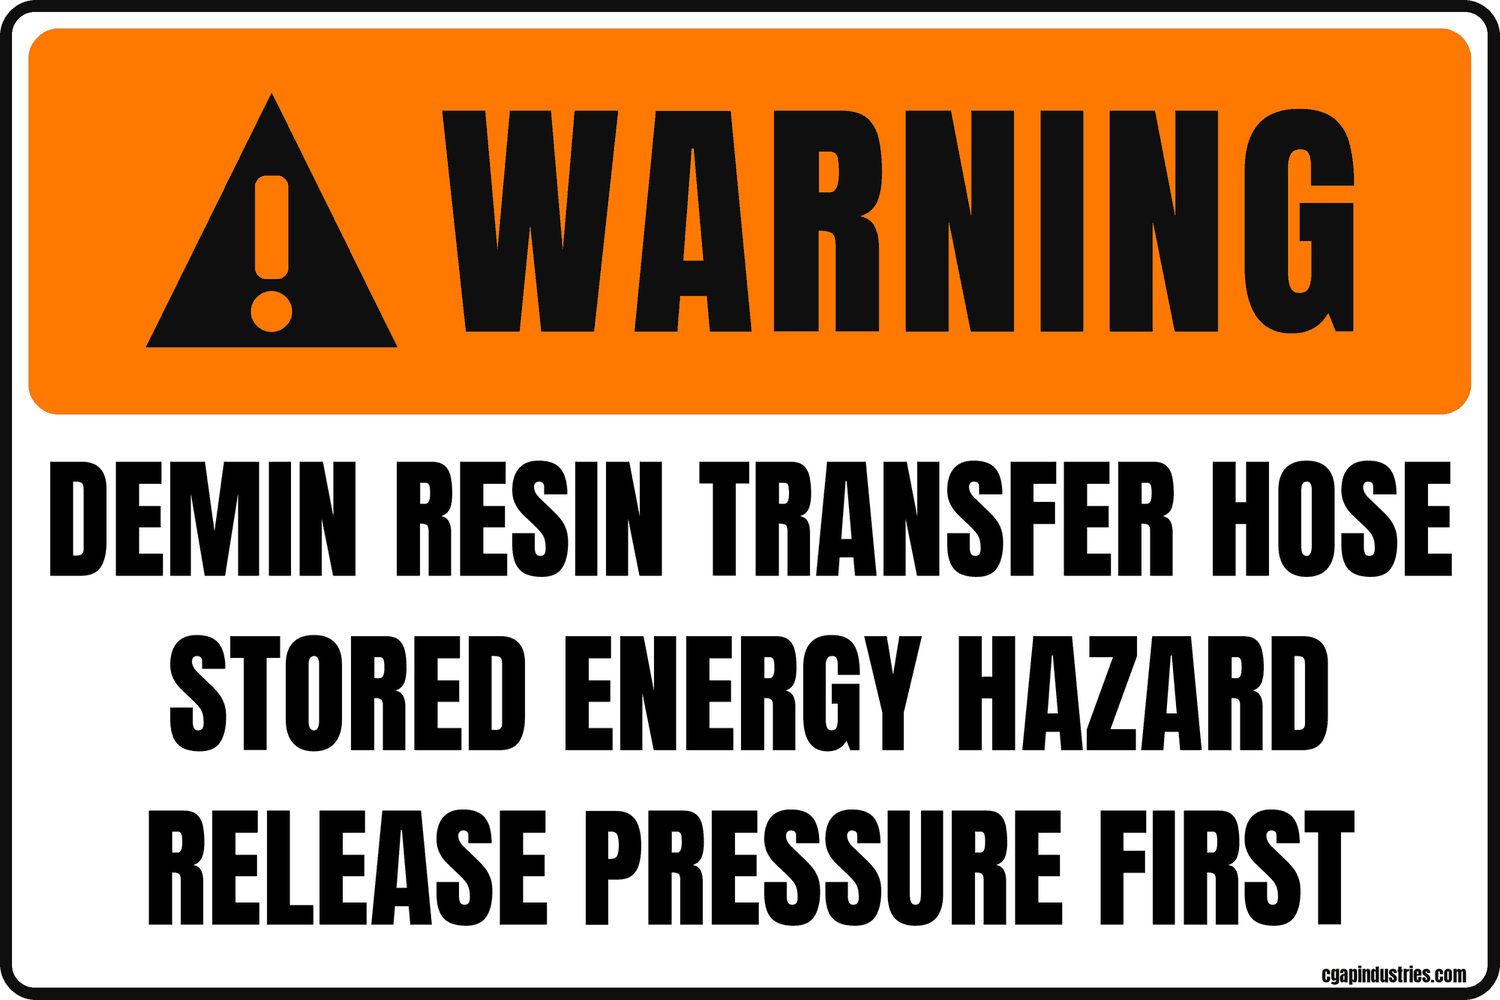 WARNING
DEMIN RESIN TRANSFER HOSE
STORED ENERGY HAZARD
RELEASE PRESSURE FIRST
cgapindustries.com